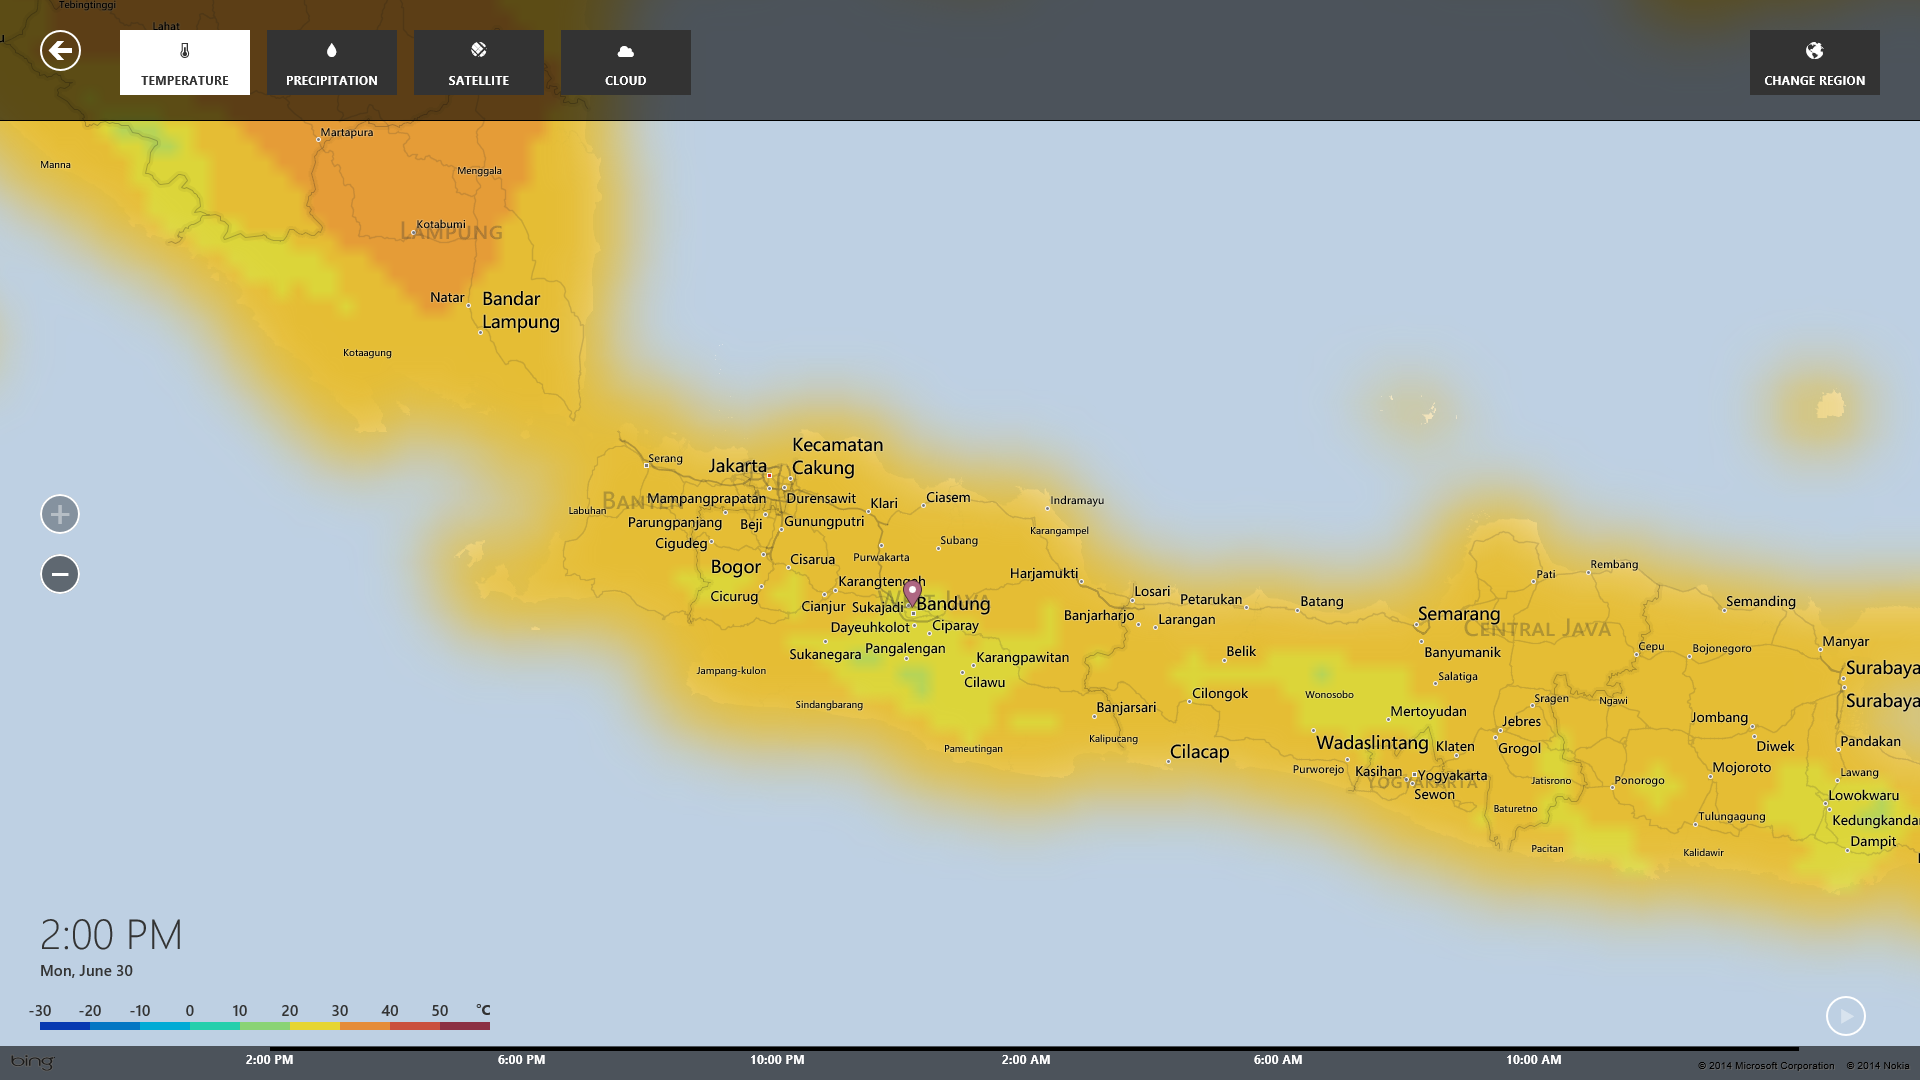 Tebingtinggi
Lahat
TEMPERATURE
PRECIPITATION
SATELLITE
CLOUD
CHANGE REGION
Martapura
Manna
Menggala
Kotabumi
LAMPUNG
Natar
Bandar
Lampung
Kotaagung
Kecamatan
Cakung
Serang
Jakarta
BANTEN
Mampangprapatan
Durensawit
Klari
Ciasem
Indramayu
Labuhan
Parungpanjang
Beji
Gunungputri
Karangampel
Cigudeg
Subang
Cisarua
Purwakarta
Bogor
Karangtengah
Harjamukti
Pati
Rembang
Cicurug
Cianjur
Sukajadi
WEST JAVA
Bandung
Losari
Petarukan
Batang
Semanding
Banjarharjo
Larangan
Semarang
CENTRAL JAVA
Dayeuhkolot
Ciparay
Sukanegara
Pangalengan
Karangpawitan
Belik
Banyumanik
Cepu
Bojonegoro
Manyar
Jampang-kulon
Cilawu
Salatiga
Surabaya
Sindangbarang
Banjarsari
Cilongok
Wonosobo
Mertoyudan
Sragen
Ngawi
Surabaya
Jebres
Jombang
Pameutingan
Kalipucang
Cilacap
Wadaslintang
Klaten
Grogol
Diwek
Pandakan
Purworejo
Kasihan
Yogyakarta
YOGYAKARTA
Sewon
Jatisrono
Ponorogo
Mojoroto
Lawang
Baturetno
Tulungagung
Lowokwaru
Kedungkandan
Pacitan
Kalidawir
Dampit
2:00 PM
Mon, June 30
-30 -20 -10 0 10 20 30 40 50 °C
bing
2:00 PM 6:00 PM 10:00 PM 2:00 AM 6:00 AM 10:00 AM
© 2014 Microsoft Corporation © 2014 Nokia